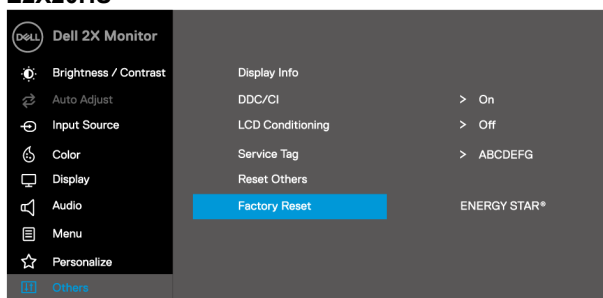 DELL
Dell 2X Monitor
Brightness / Contrast
Display Info
Auto Adjust
DDC/CI > On
Input Source
LCD Conditioning > Off
Color
Service Tag > ABCDEFG
Display
Reset Others
Audio
Factory Reset ENERGY STAR®
Menu
Personalize
Others